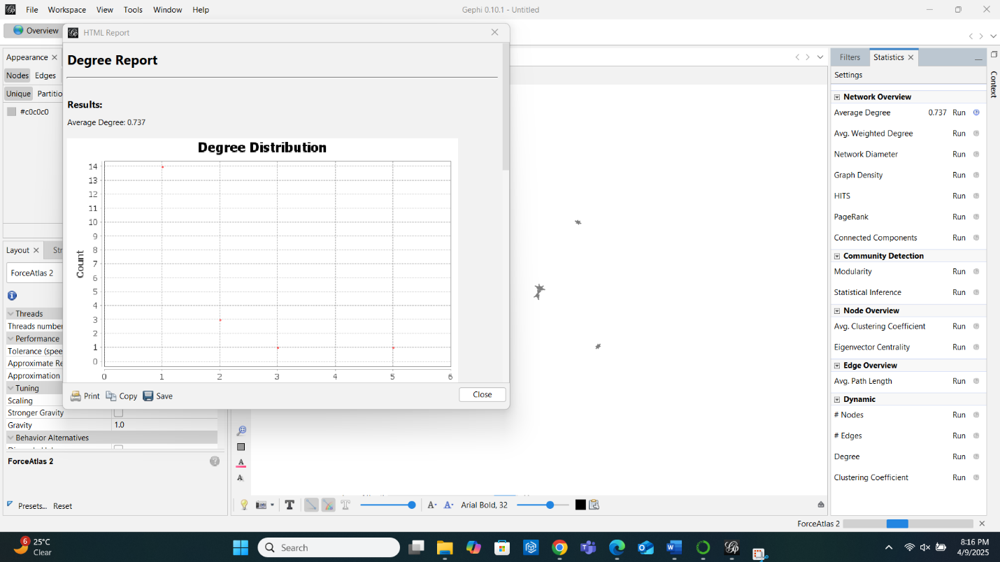 File Workspace View Tools Window Help
Gephi 0.10.1 - Untitled
Overview
HTML Report
Degree Report
Results:
Average Degree: 0.737
Degree Distribution
14
13
12
11
10
9
8
7
6
5
4
3
2
1
0
Count
0 1 2 3 4 5 6
Print Copy Save
Close
Appearance
Nodes Edges
Unique Partitio
#c0c0c0
Layout
ForceAtlas 2
Threads
Threads number
Performance
Tolerance (spee
Approximate Re
Approximation
Tuning
Scaling
Stronger Gravity
Gravity 1.0
Behavior Alternatives
ForceAtlas 2
Presets... Reset
Arial Bold, 32
Filters Statistics
Settings
Network Overview
Average Degree 0.737 Run
Avg. Weighted Degree Run
Network Diameter Run
Graph Density Run
HITS Run
PageRank Run
Connected Components Run
Community Detection
Modularity Run
Statistical Inference Run
Node Overview
Avg. Clustering Coefficient Run
Eigenvector Centrality Run
Edge Overview
Avg. Path Length Run
Dynamic
# Nodes Run
# Edges Run
Degree Run
Clustering Coefficient Run
Context
ForceAtlas 2
6
25°C
Clear
Search
8:16 PM
4/9/2025